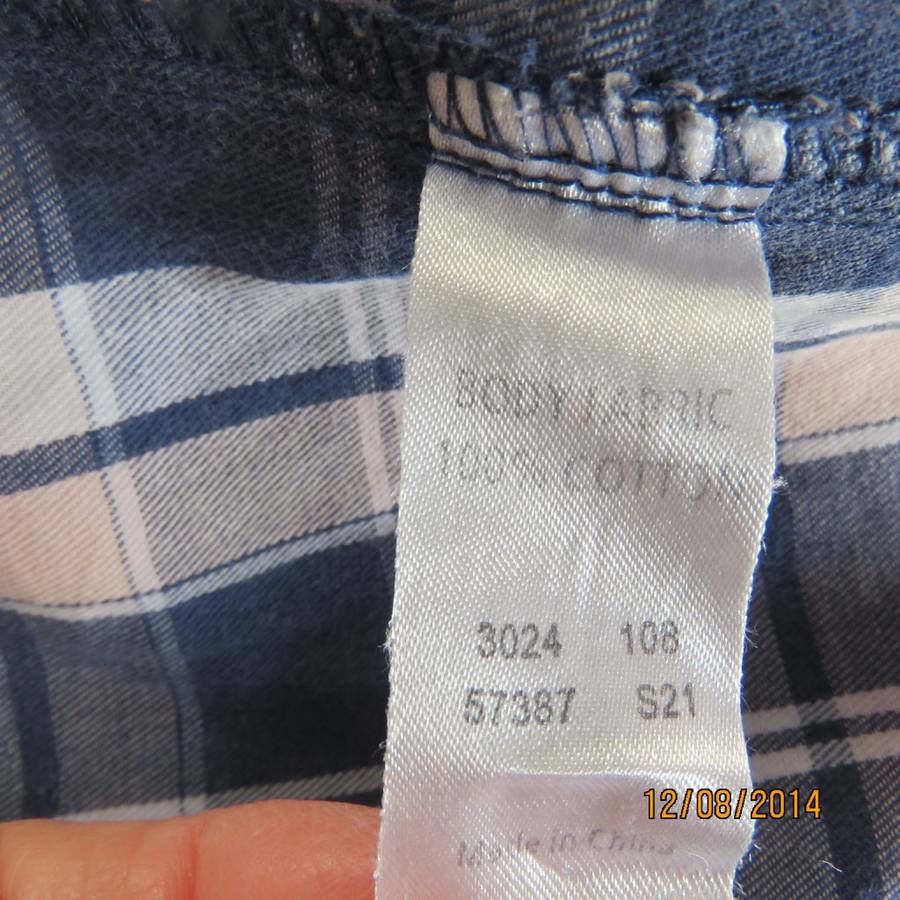 BODY FABRIC
100% COTTON
3024 108
57387 S21
Made in China
12/08/2014